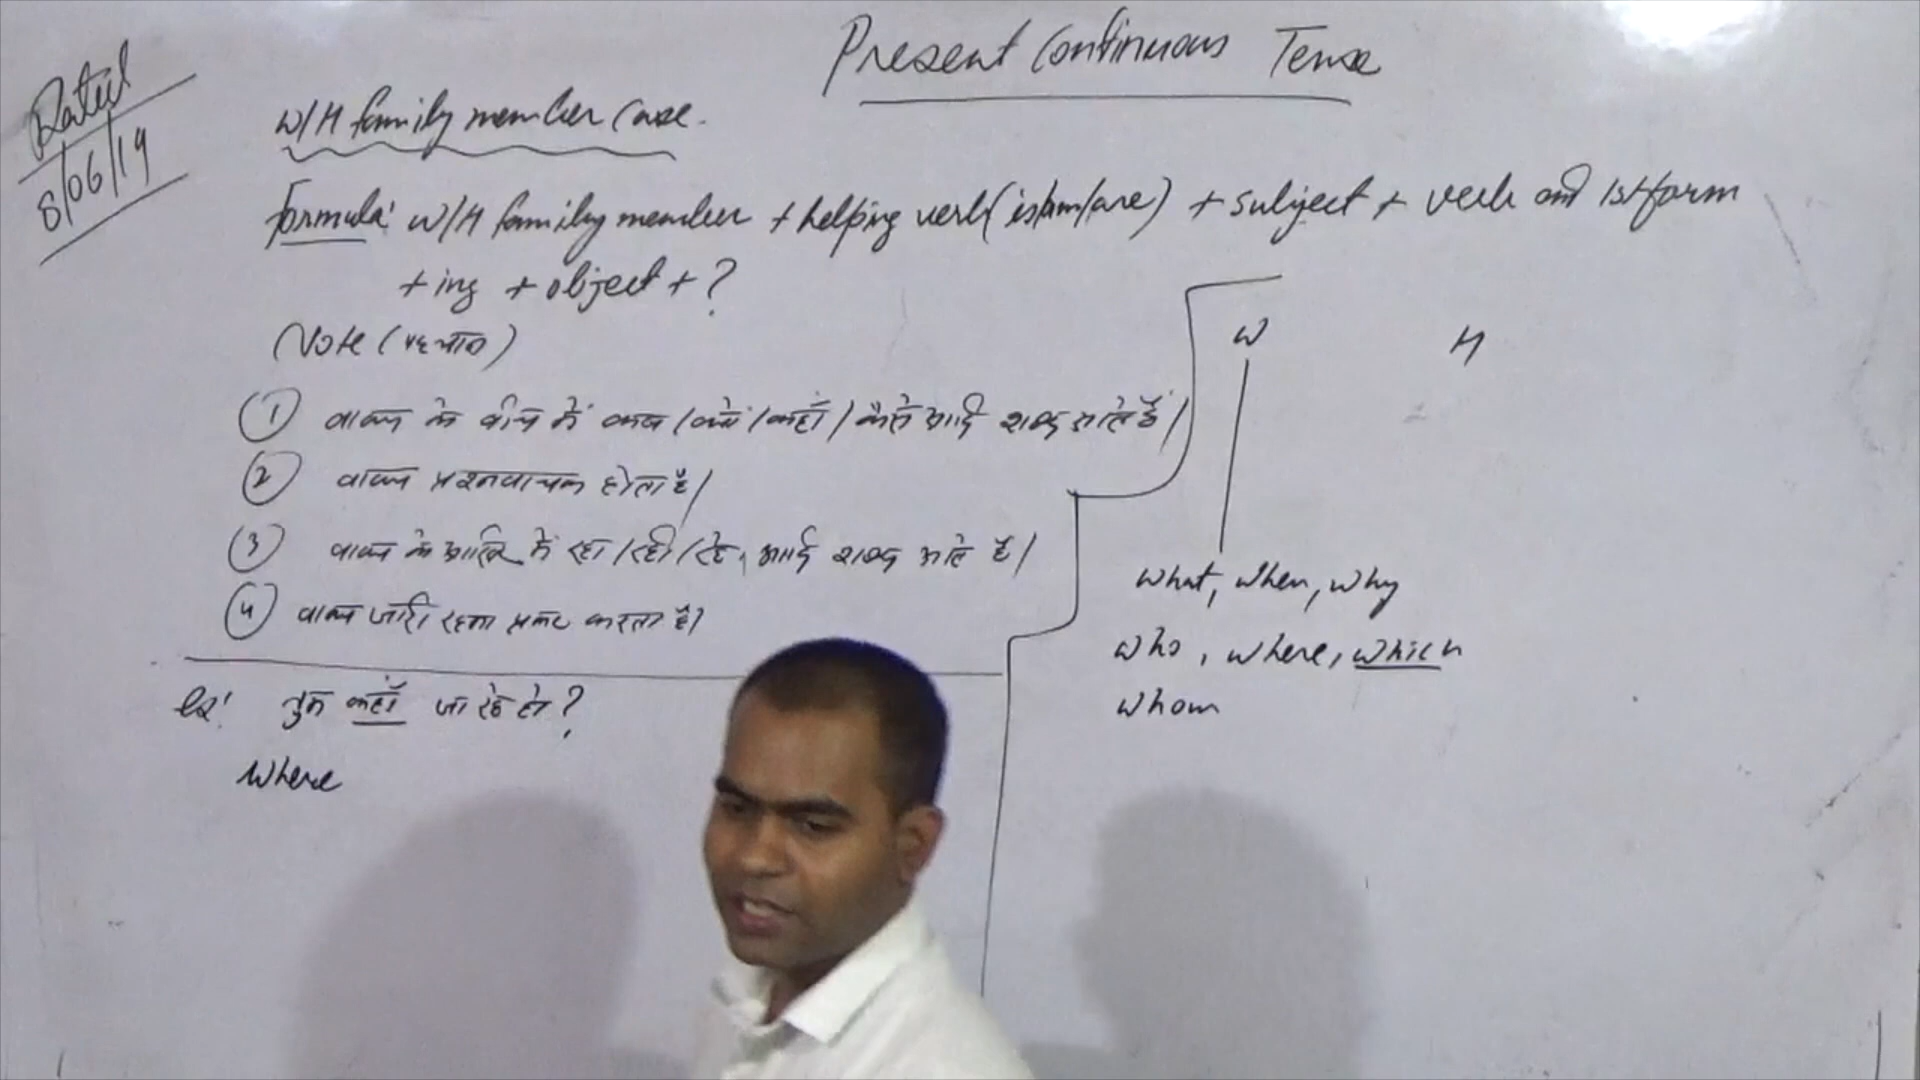 Present Continuous Tense
Dated
8/06/19
W/H family member case.
Formula: W/H family member + helping verb (is/am/are) + subject + verb and 1st form
+ ing + object + ?
Note (पहचान)
① वाक्य के बीच में कब / क्यों / कहाँ / कैसे आदि शब्द आते हैं।
② वाक्य प्रश्नवाचक होता है।
③ वाक्य के आखिर में रहा / रही / रहे, आदि शब्द आते हैं।
④ वाक्य जारी रहना प्रकट करता है।
Ex: तुम कहाँ जा रहे हो?
Where
W H
What, when, why
who, where, which
whom